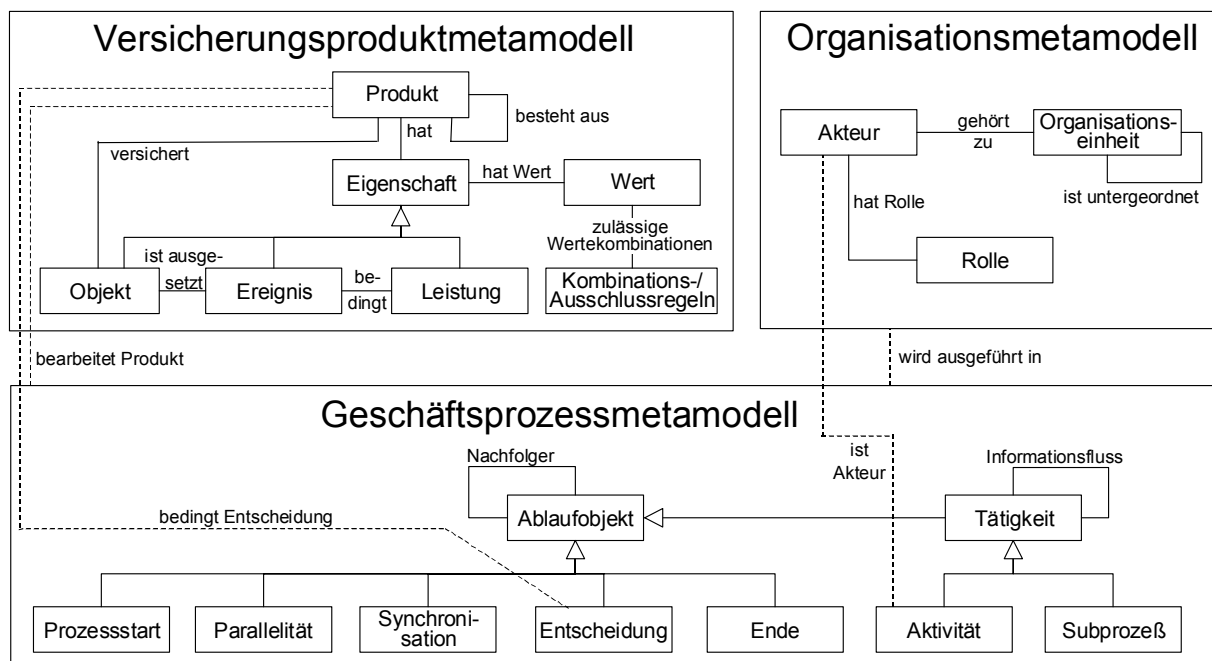 Versicherungsproduktmetamodell
Produkt
besteht aus
hat
versichert
Eigenschaft
hat Wert
Wert
zulässige
Wertekombinationen
ist ausge-
setzt
be-
dingt
Objekt
Ereignis
Leistung
Kombinations-/
Ausschlussregeln
Organisationsmetamodell
Akteur
gehört
zu
Organisations-
einheit
ist untergeordnet
hat Rolle
Rolle
bearbeitet Produkt
wird ausgeführt in
Geschäftsprozessmetamodell
Nachfolger
ist
Akteur
Informationsfluss
Ablaufobjekt
Tätigkeit
bedingt Entscheidung
Prozessstart
Parallelität
Synchroni-
sation
Entscheidung
Ende
Aktivität
Subprozeß